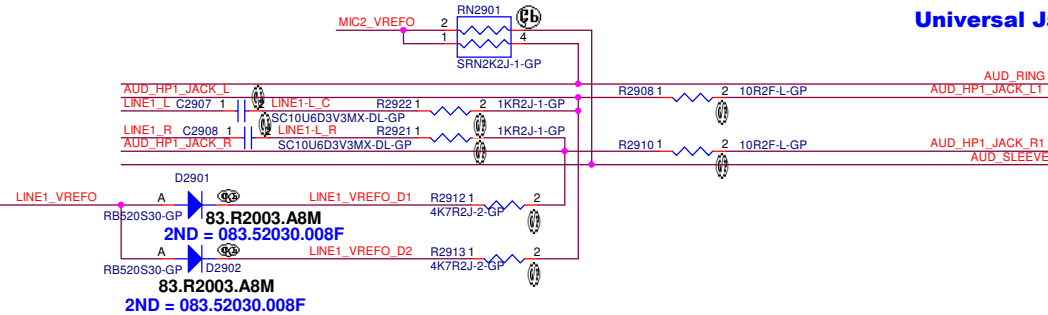 RN2901
Universal Ja
MIC2_VREFO 2
1 4
SRN2K2J-1-GP
AUD_RING
AUD_HP1_JACK_L R2908 1 2 10R2F-L-GP AUD_HP1_JACK_L1
LINE1_L C2907 1 2 LINE1-L_C R2922 1 2 1KR2J-1-GP
SC10U6D3V3MX-DL-GP
LINE1_R C2908 1 2 LINE1-L_R R2921 1 2 1KR2J-1-GP
AUD_HP1_JACK_R SC10U6D3V3MX-DL-GP R2910 1 2 10R2F-L-GP AUD_HP1_JACK_R1
AUD_SLEEVE
D2901
LINE1_VREFO A LINE1_VREFO_D1 R2912 1 2
RB520S30-GP 83.R2003.A8M 4K7R2J-2-GP
2ND = 083.52030.008F
A LINE1_VREFO_D2 R2913 1 2
RB520S30-GP D2902 4K7R2J-2-GP
83.R2003.A8M
2ND = 083.52030.008F